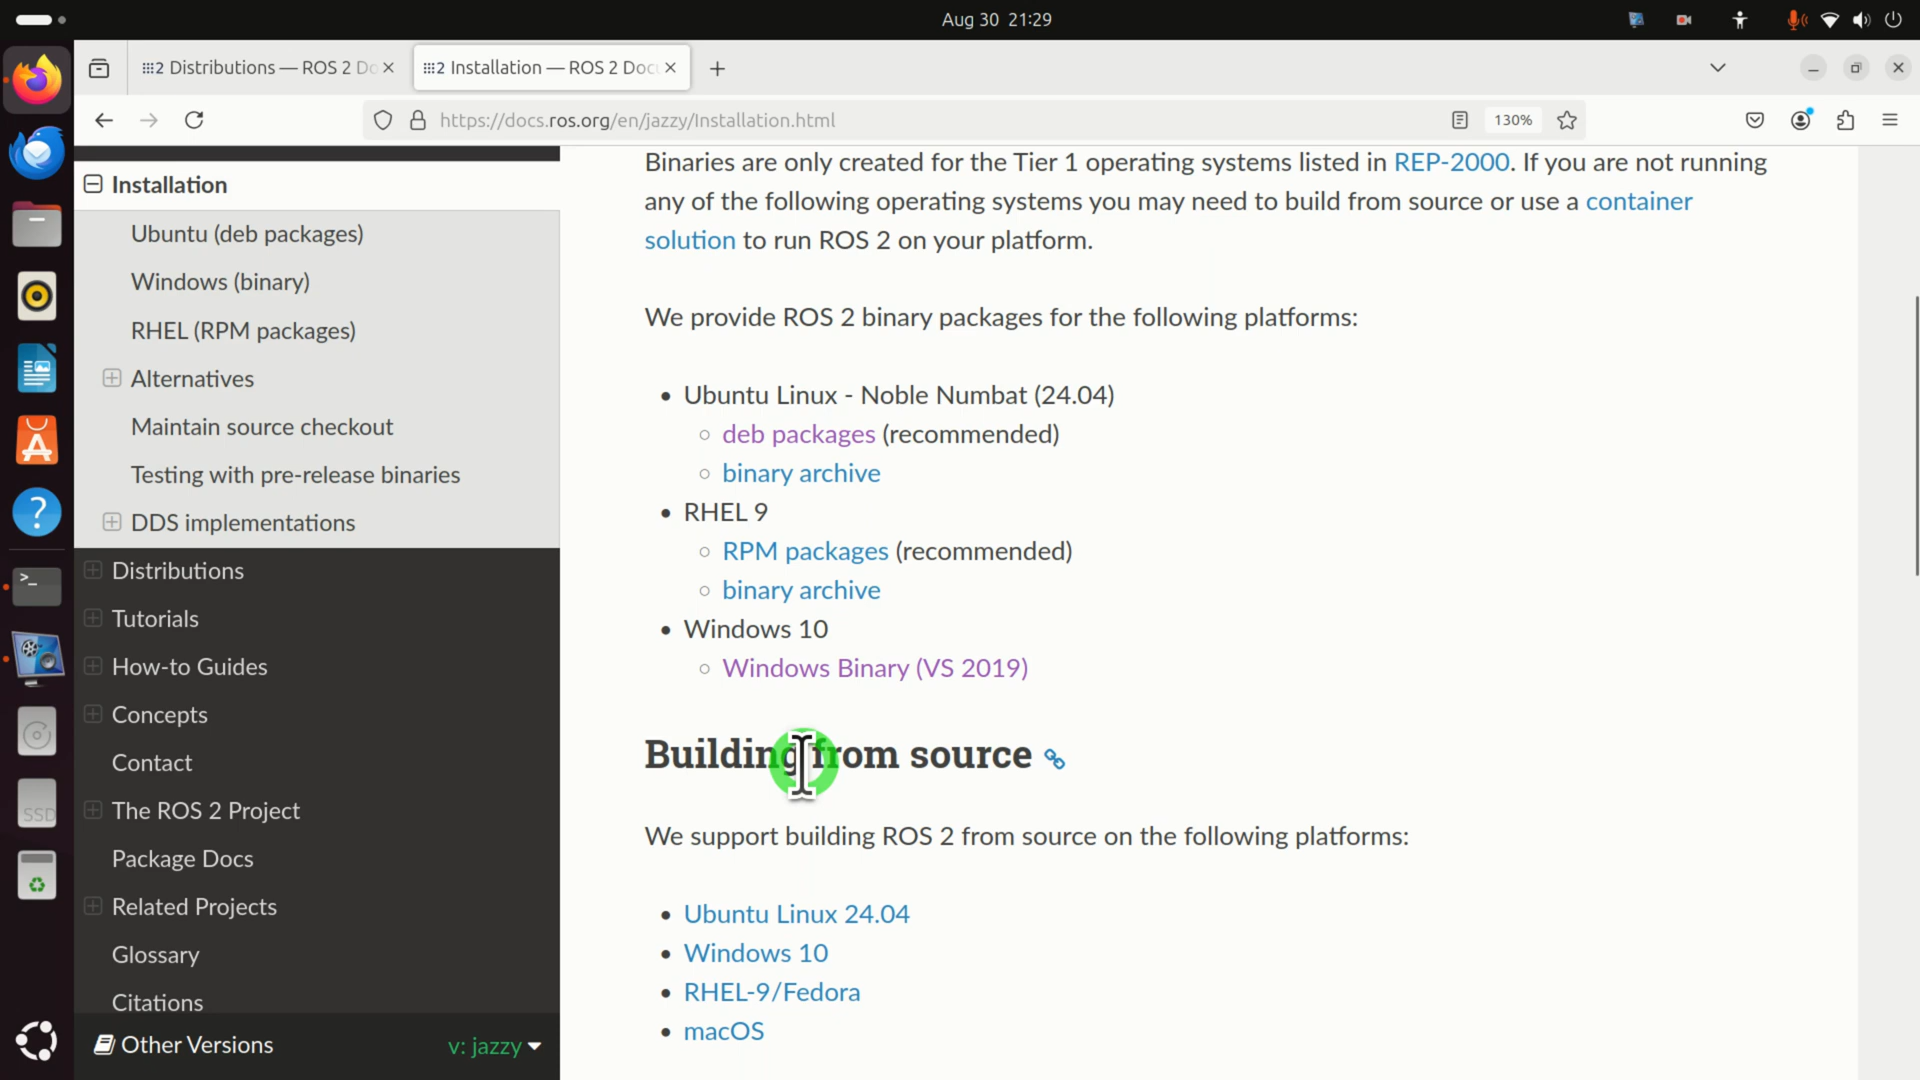 Aug 30 21:29
Distributions — ROS 2 Do
Installation — ROS 2 Doc
https://docs.ros.org/en/jazzy/Installation.html
130%
Installation
Ubuntu (deb packages)
Windows (binary)
RHEL (RPM packages)
Alternatives
Maintain source checkout
Testing with pre-release binaries
DDS implementations
Distributions
Tutorials
How-to Guides
Concepts
Contact
The ROS 2 Project
Package Docs
Related Projects
Glossary
Citations
Other Versions
v: jazzy
SSD
Binaries are only created for the Tier 1 operating systems listed in REP-2000. If you are not running
any of the following operating systems you may need to build from source or use a container
solution to run ROS 2 on your platform.
We provide ROS 2 binary packages for the following platforms:
• Ubuntu Linux - Noble Numbat (24.04)
◦ deb packages (recommended)
◦ binary archive
• RHEL 9
◦ RPM packages (recommended)
◦ binary archive
• Windows 10
◦ Windows Binary (VS 2019)
Building from source
We support building ROS 2 from source on the following platforms:
• Ubuntu Linux 24.04
• Windows 10
• RHEL-9/Fedora
• macOS